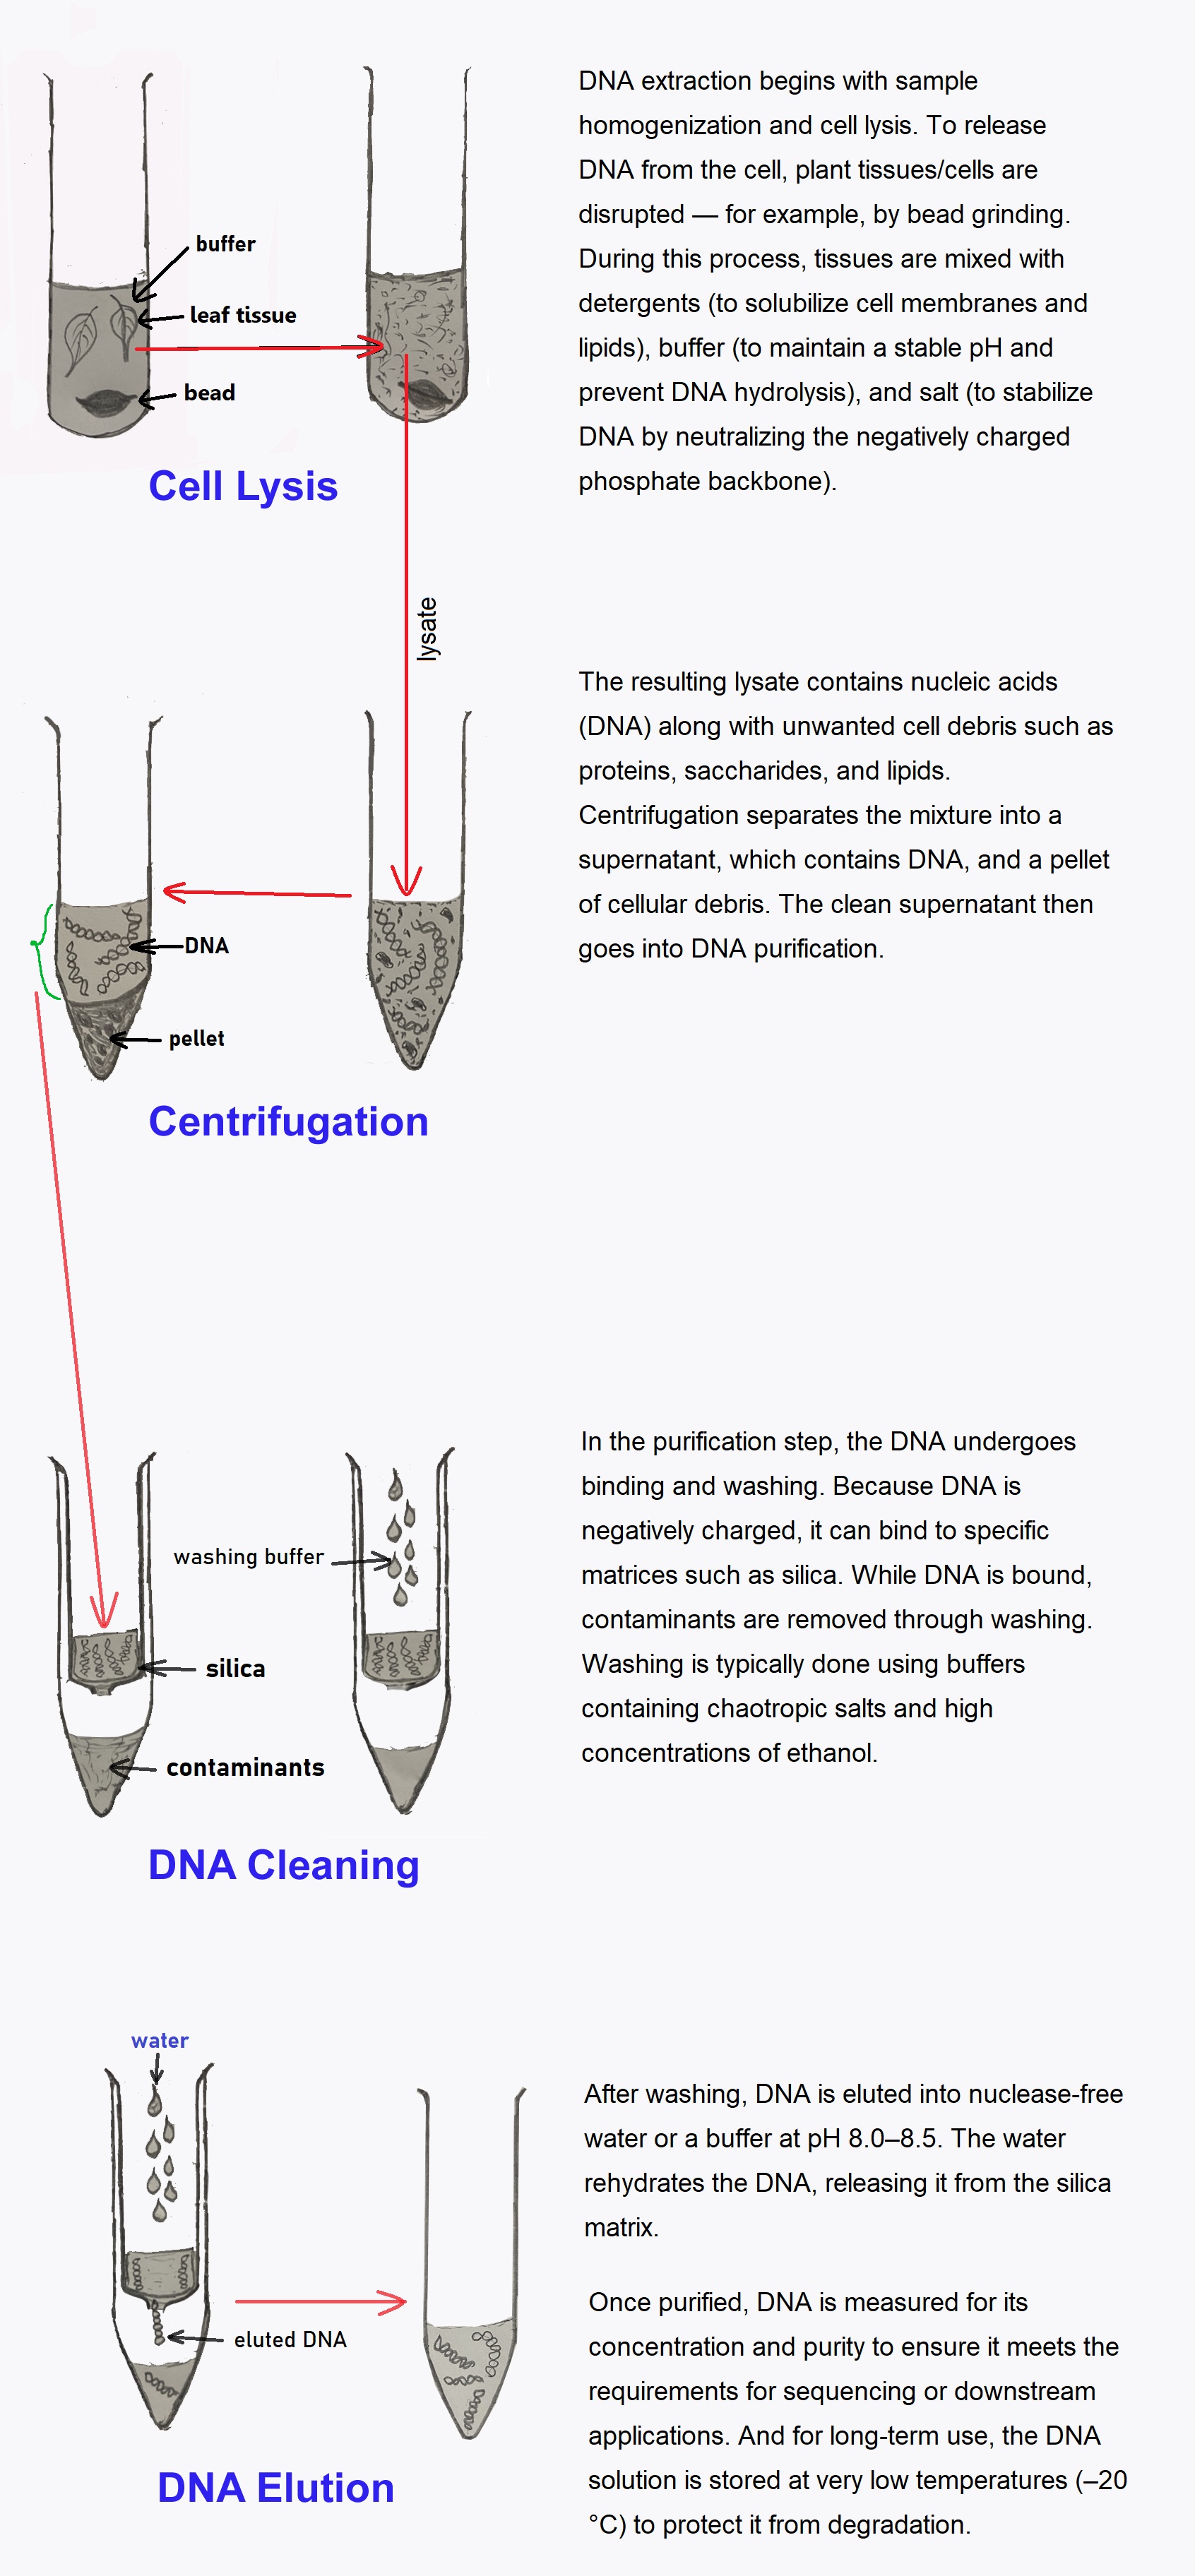 DNA extraction begins with sample
homogenization and cell lysis. To release
DNA from the cell, plant tissues/cells are
disrupted — for example, by bead grinding.
During this process, tissues are mixed with
detergents (to solubilize cell membranes and
lipids), buffer (to maintain a stable pH and
prevent DNA hydrolysis), and salt (to stabilize
DNA by neutralizing the negatively charged
phosphate backbone).
buffer
leaf tissue
bead
Cell Lysis
lysate
The resulting lysate contains nucleic acids
(DNA) along with unwanted cell debris such as
proteins, saccharides, and lipids.
Centrifugation separates the mixture into a
supernatant, which contains DNA, and a pellet
of cellular debris. The clean supernatant then
goes into DNA purification.
DNA
pellet
Centrifugation
In the purification step, the DNA undergoes
binding and washing. Because DNA is
negatively charged, it can bind to specific
matrices such as silica. While DNA is bound,
contaminants are removed through washing.
Washing is typically done using buffers
containing chaotropic salts and high
concentrations of ethanol.
washing buffer
silica
contaminants
DNA Cleaning
water
After washing, DNA is eluted into nuclease-free
water or a buffer at pH 8.0–8.5. The water
rehydrates the DNA, releasing it from the silica
matrix.
Once purified, DNA is measured for its
concentration and purity to ensure it meets the
requirements for sequencing or downstream
applications. And for long-term use, the DNA
solution is stored at very low temperatures (–20
°C) to protect it from degradation.
eluted DNA
DNA Elution